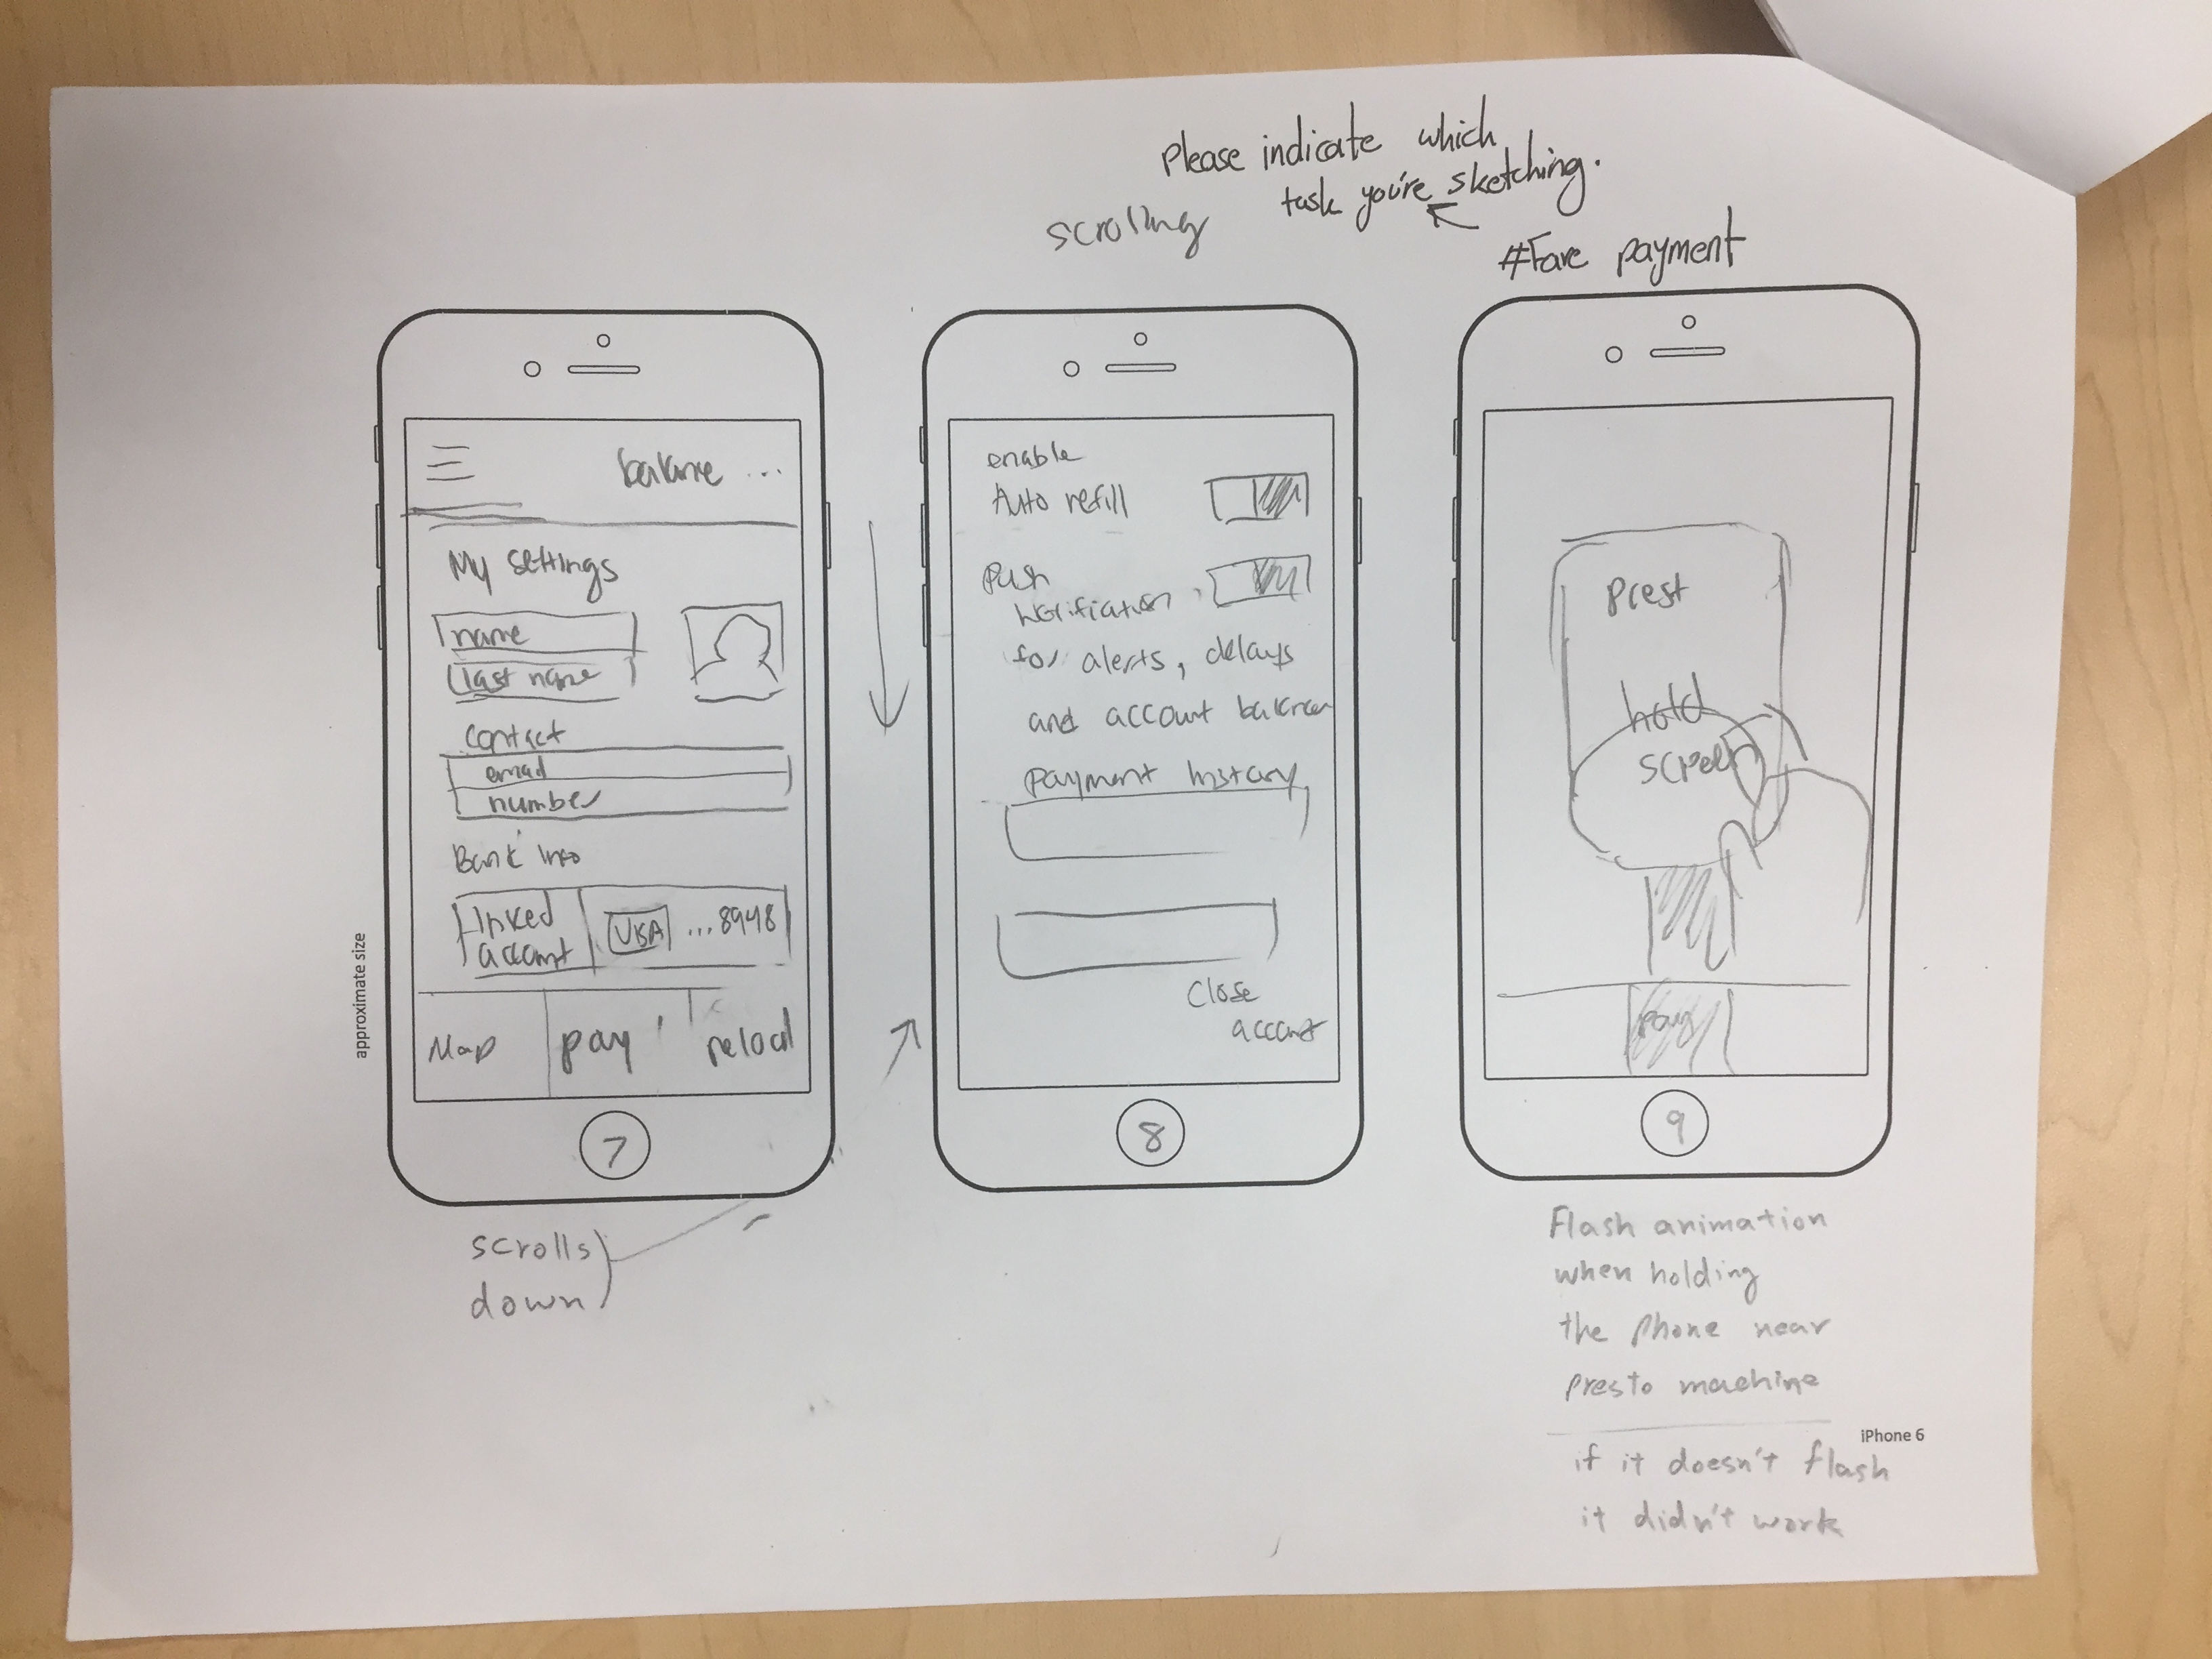 Please indicate which
task you're sketching.
scrolling
#Fare payment
balance ...
My settings
name
last name
contact
email
number
Bank info
linked
account
VISA
...8948
Map
pay
reload
7
scrolls
down
approximate size
enable
Auto refill
Push
Notification
for alerts, delays
and account balance
payment history
Close
account
8
Prest
hold
screen
pay
9
Flash animation
when holding
the phone near
presto machine
iPhone 6
if it doesn't flash
it didn't work